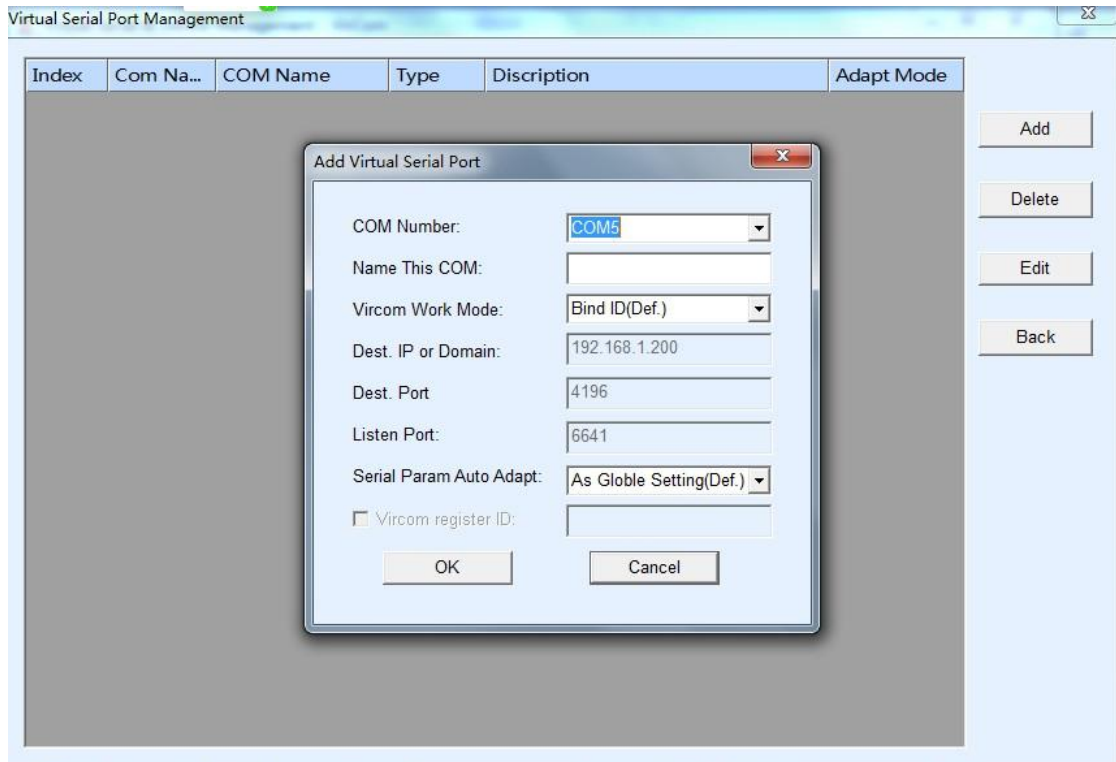 Virtual Serial Port Management
Index Com Na... COM Name Type Discription Adapt Mode
Add
Delete
Edit
Back
Add Virtual Serial Port
COM Number: COM5
Name This COM:
Vircom Work Mode: Bind ID(Def.)
Dest. IP or Domain: 192.168.1.200
Dest. Port 4196
Listen Port: 6641
Serial Param Auto Adapt: As Globle Setting(Def.)
Vircom register ID:
OK Cancel